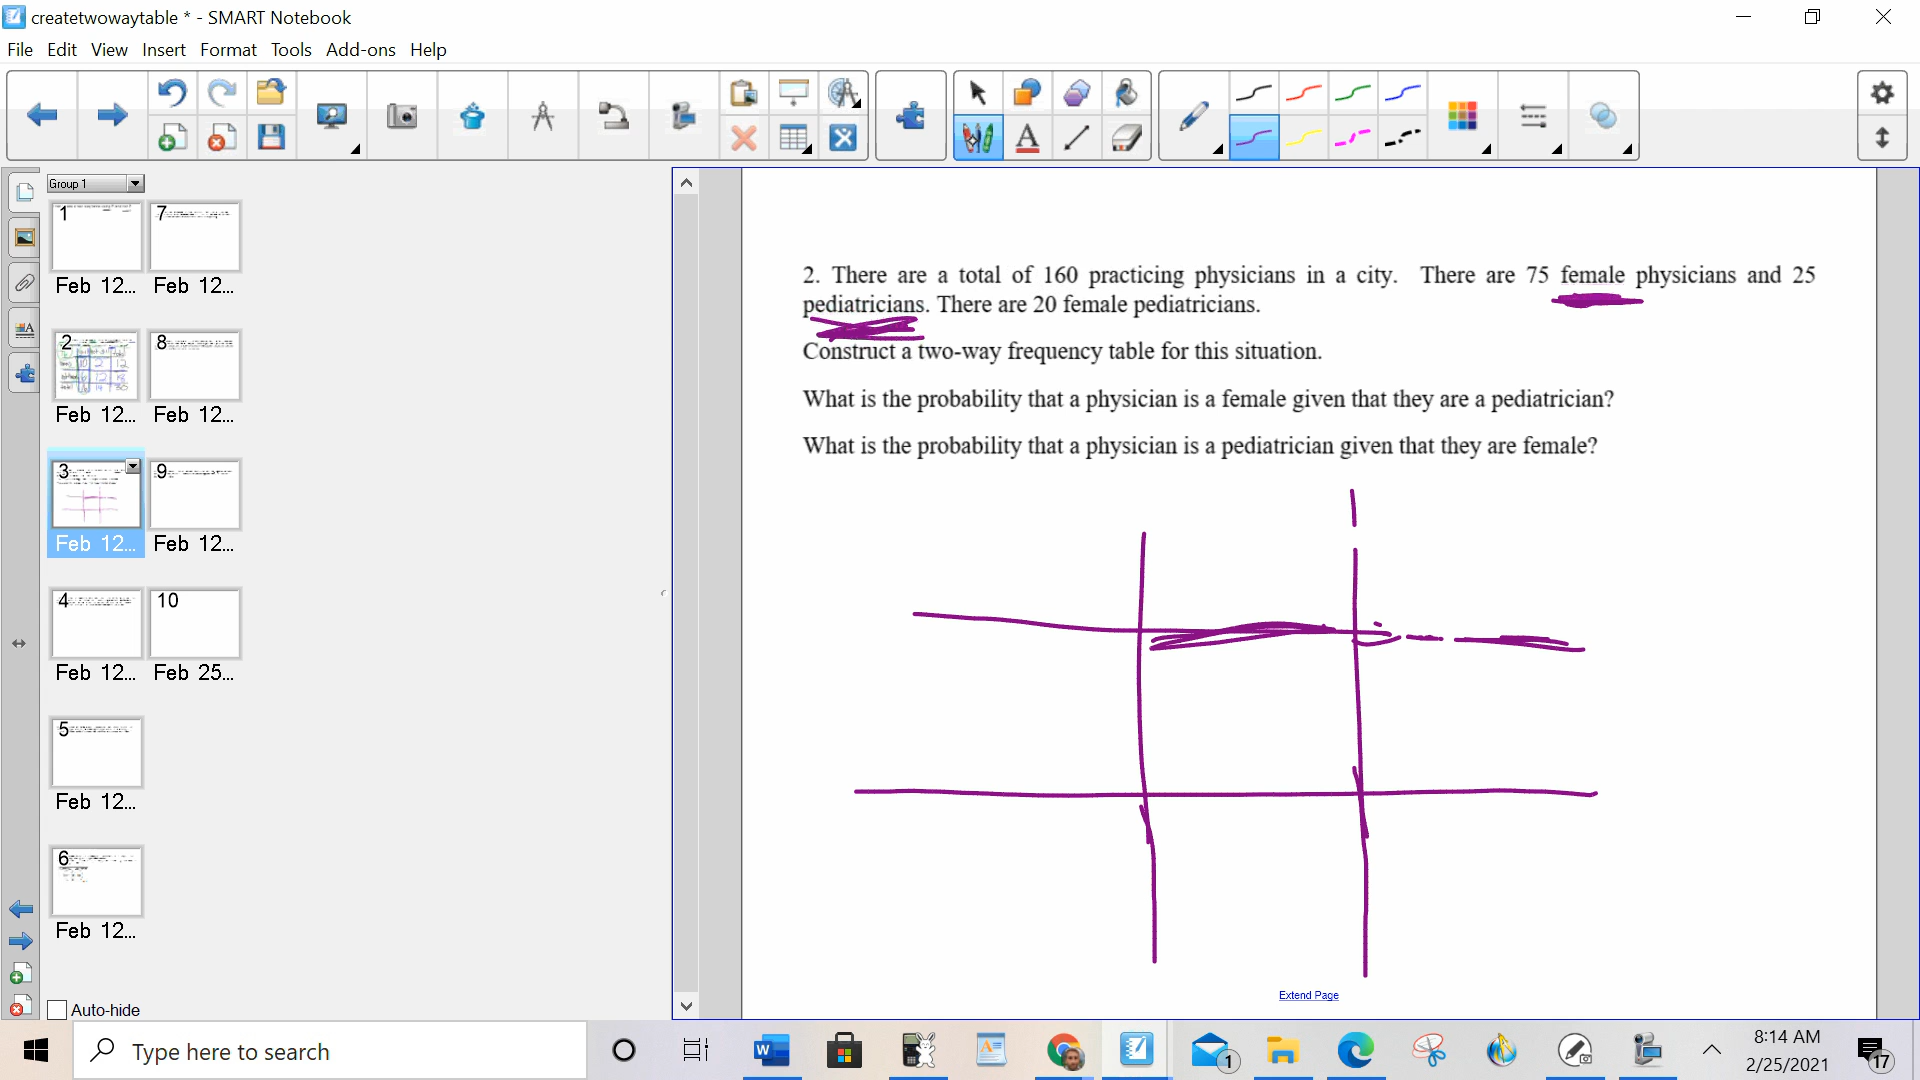 createtwowaytable * - SMART Notebook
File Edit View Insert Format Tools Add-ons Help
Group 1
1
7
Feb 12...
Feb 12...
2
8
Feb 12...
Feb 12...
3
9
Feb 12...
Feb 12...
4
10
Feb 12...
Feb 25...
5
Feb 12...
6
Feb 12...
Auto-hide
2. There are a total of 160 practicing physicians in a city. There are 75 female physicians and 25
pediatricians. There are 20 female pediatricians.
Construct a two-way frequency table for this situation.
What is the probability that a physician is a female given that they are a pediatrician?
What is the probability that a physician is a pediatrician given that they are female?
Extend Page
Type here to search
1
8:14 AM
2/25/2021
17